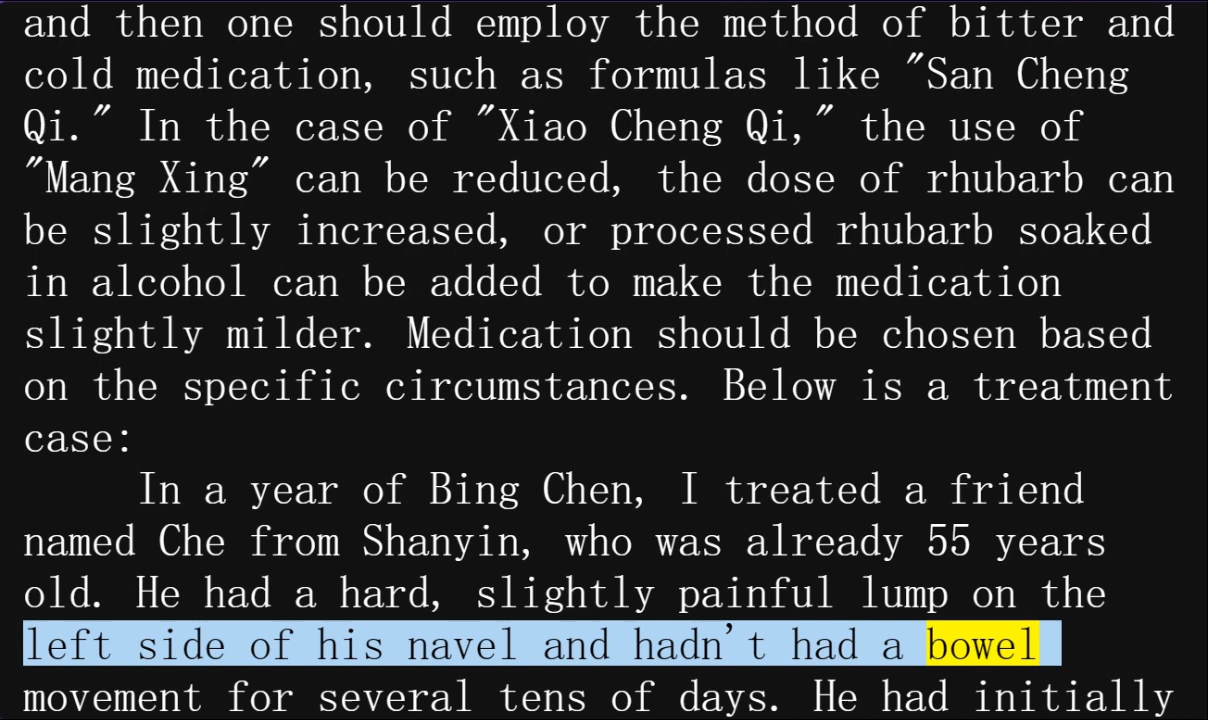 and then one should employ the method of bitter and
cold medication, such as formulas like "San Cheng
Qi." In the case of "Xiao Cheng Qi," the use of
"Mang Xing" can be reduced, the dose of rhubarb can
be slightly increased, or processed rhubarb soaked
in alcohol can be added to make the medication
slightly milder. Medication should be chosen based
on the specific circumstances. Below is a treatment
case:
In a year of Bing Chen, I treated a friend
named Che from Shanyin, who was already 55 years
old. He had a hard, slightly painful lump on the
left side of his navel and hadn't had a bowel
movement for several tens of days. He had initially